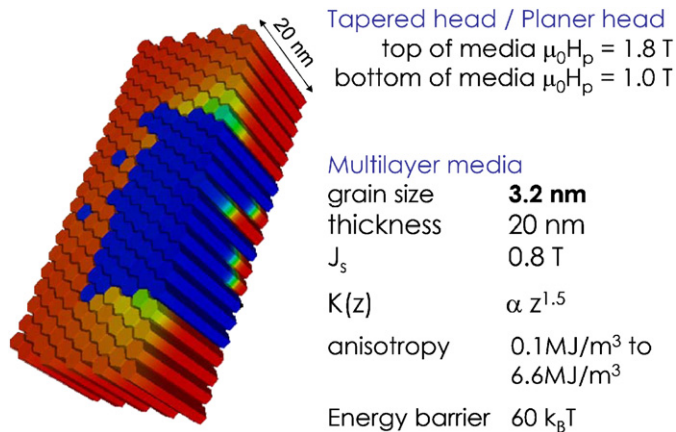 20 nm
Tapered head / Planer head
top of media μ₀Hₚ = 1.8 T
bottom of media μ₀Hₚ = 1.0 T
Multilayer media
grain size 3.2 nm
thickness 20 nm
Jₛ 0.8 T
K(z) α z¹·⁵
anisotropy 0.1MJ/m³ to
6.6MJ/m³
Energy barrier 60 k_BT